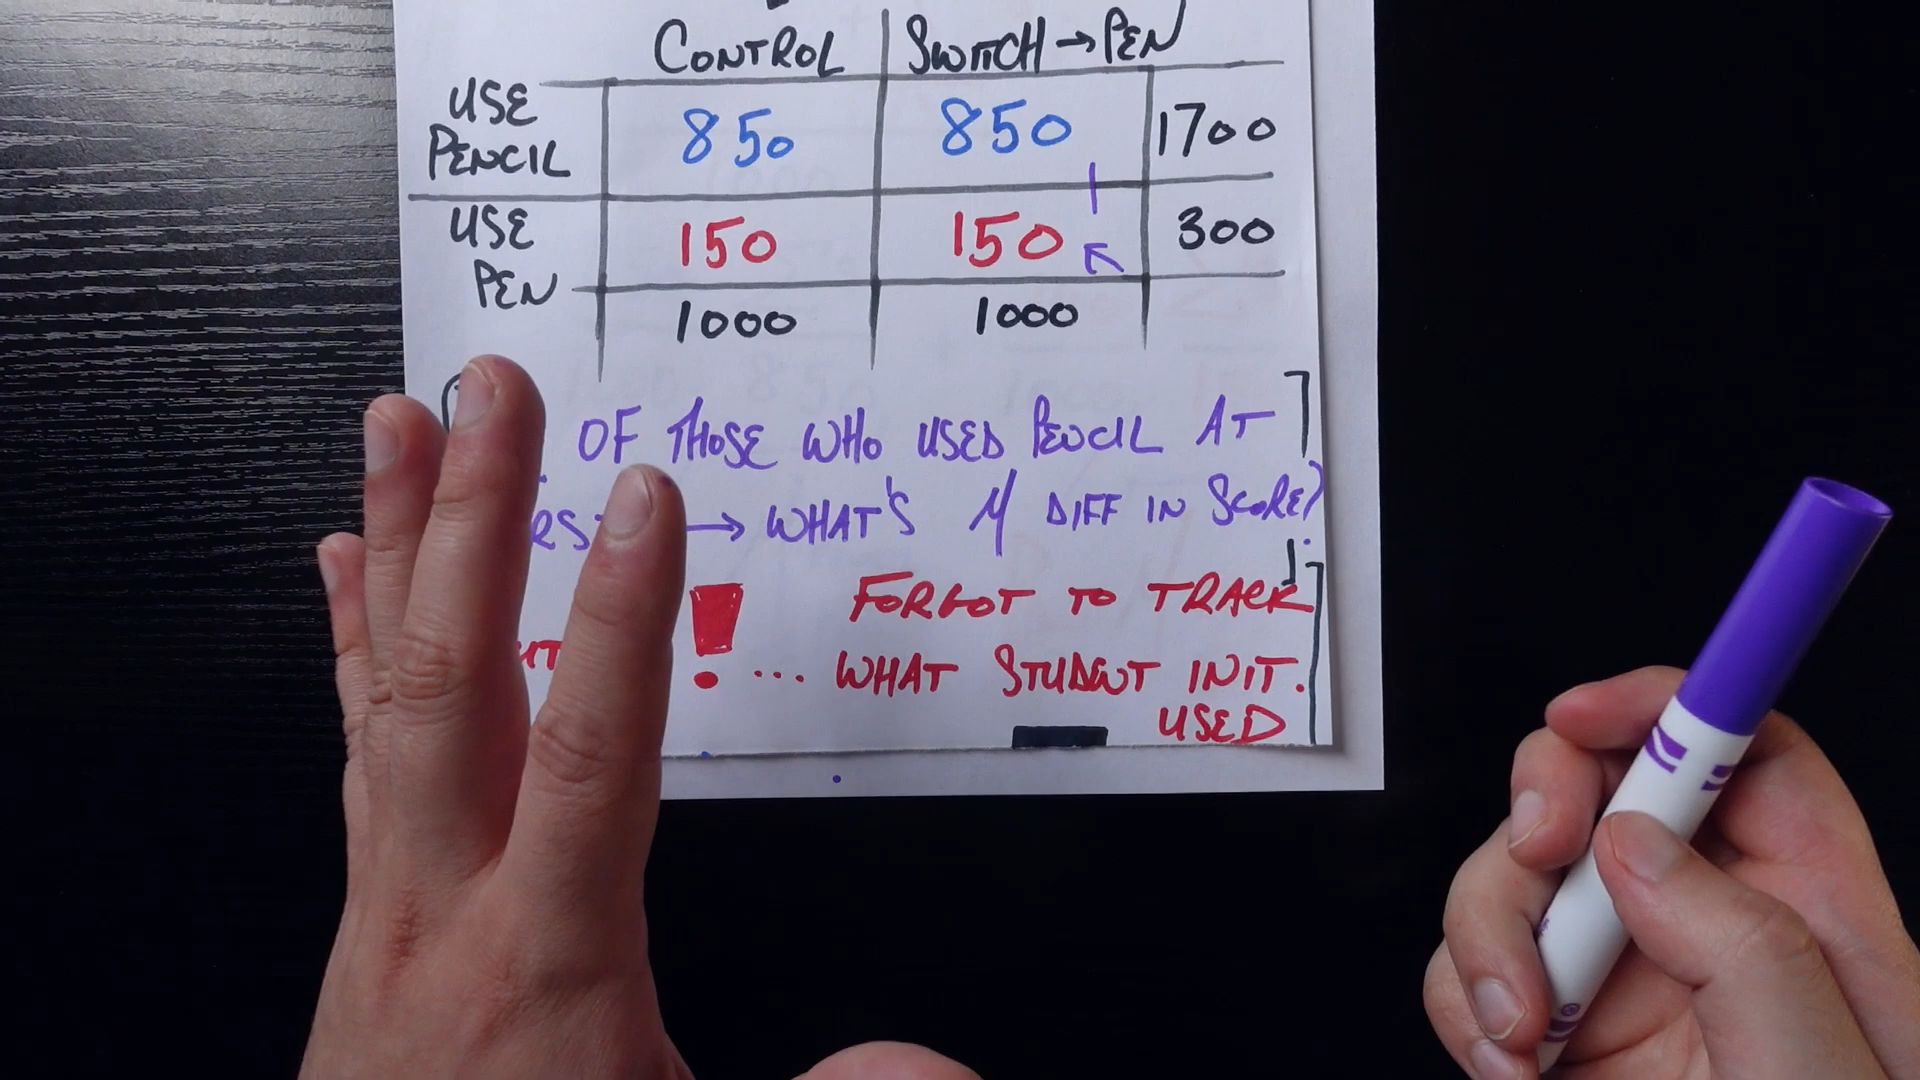 CONTROL SWITCH → PEN
USE PENCIL 850 850 1700
USE PEN 150 150 300
1000 1000
OF THOSE WHO USED PENCIL AT
→ WHAT'S DIFF IN SCORE?
! FORGOT TO TRACK
... WHAT STUDENT INIT.
USED